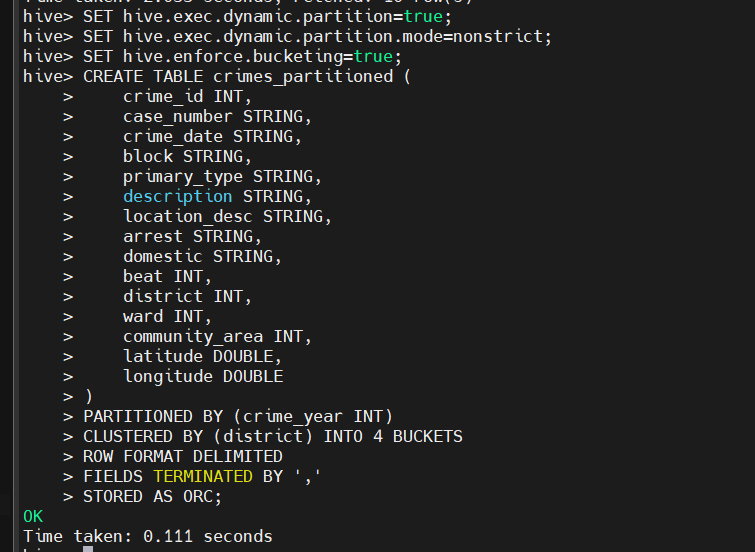 hive> SET hive.exec.dynamic.partition=true;
hive> SET hive.exec.dynamic.partition.mode=nonstrict;
hive> SET hive.enforce.bucketing=true;
hive> CREATE TABLE crimes_partitioned (
    >     crime_id INT,
    >     case_number STRING,
    >     crime_date STRING,
    >     block STRING,
    >     primary_type STRING,
    >     description STRING,
    >     location_desc STRING,
    >     arrest STRING,
    >     domestic STRING,
    >     beat INT,
    >     district INT,
    >     ward INT,
    >     community_area INT,
    >     latitude DOUBLE,
    >     longitude DOUBLE
    > )
    > PARTITIONED BY (crime_year INT)
    > CLUSTERED BY (district) INTO 4 BUCKETS
    > ROW FORMAT DELIMITED
    > FIELDS TERMINATED BY ','
    > STORED AS ORC;
OK
Time taken: 0.111 seconds